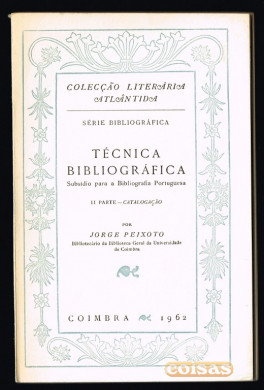 COLECÇÃO LITERÁRIA
ATLÂNTIDA
SÉRIE BIBLIOGRÁFICA
TÉCNICA
BIBLIOGRÁFICA
Subsídio para a Bibliografia Portuguesa
II PARTE — CATALOGAÇÃO
POR
JORGE PEIXOTO
Bibliotecário da Biblioteca Geral da Universidade
de Coimbra
COIMBRA 1962
coisas